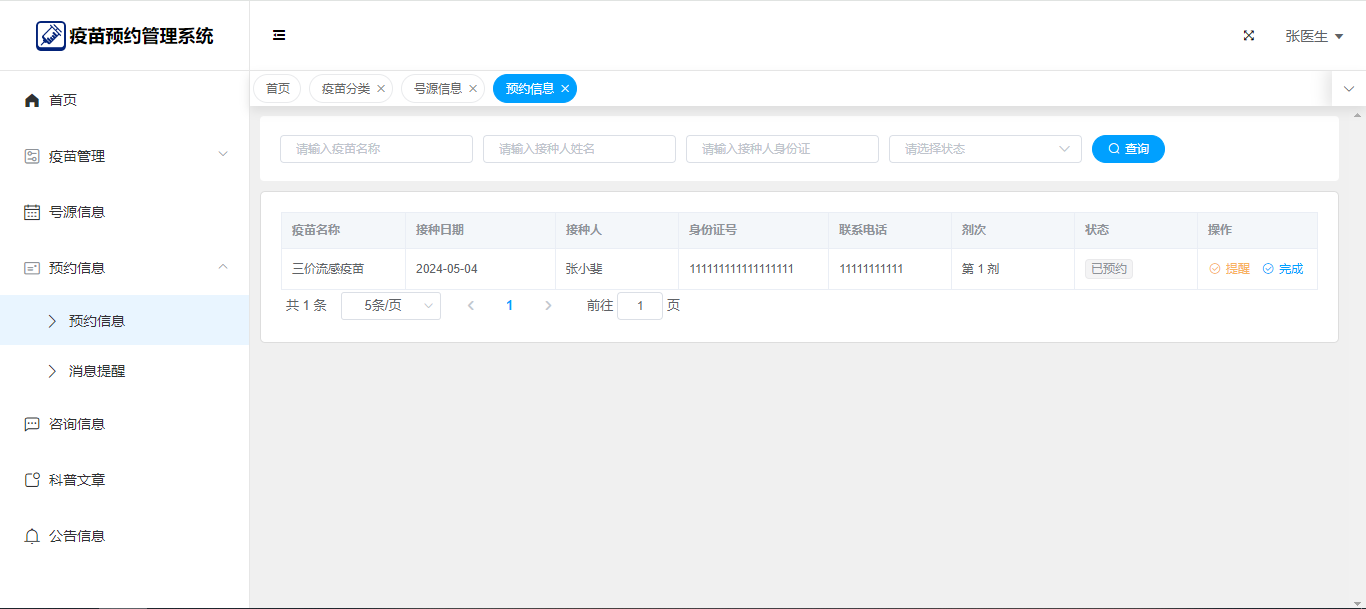 疫苗预约管理系统
张医生
首页
疫苗分类
号源信息
预约信息
首页
疫苗管理
号源信息
预约信息
预约信息
消息提醒
咨询信息
科普文章
公告信息
请输入疫苗名称
请输入接种人姓名
请输入接种人身份证
请选择状态
查询
疫苗名称 接种日期 接种人 身份证号 联系电话 剂次 状态 操作
三价流感疫苗 2024-05-04 张小斐 111111111111111111 11111111111 第 1 剂 已预约 提醒 完成
共 1 条 5条/页 1 前往 1 页